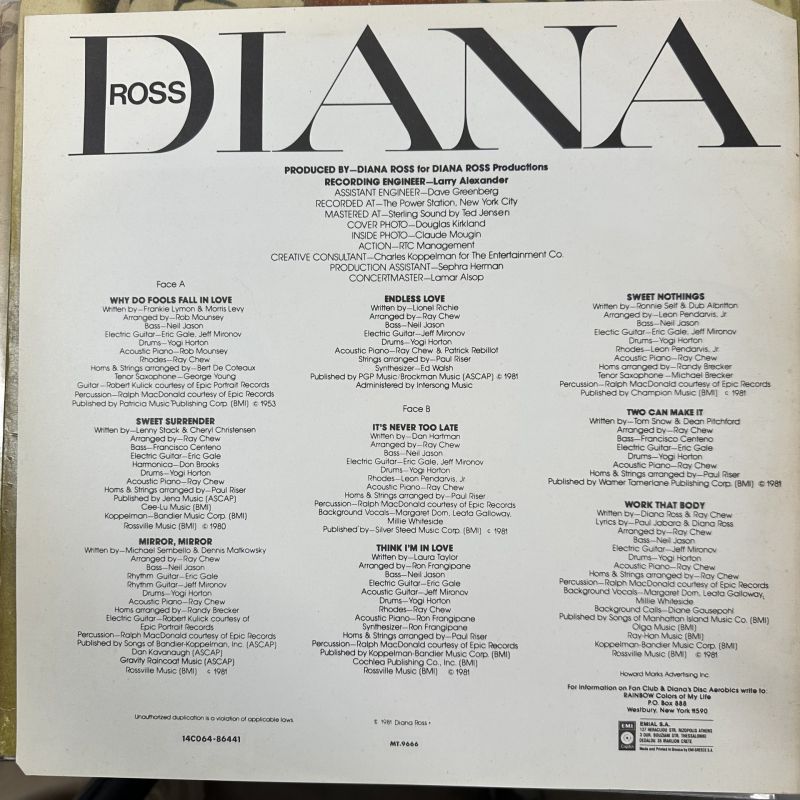 DIANA
ROSS
PRODUCED BY—DIANA ROSS for DIANA ROSS Productions
RECORDING ENGINEER—Larry Alexander
ASSISTANT ENGINEER—Dave Greenberg
RECORDED AT—The Power Station, New York City
MASTERED AT—Sterling Sound by Ted Jensen
COVER PHOTO—Douglas Kirkland
INSIDE PHOTO—Claude Mougin
ACTION—RTC Management
CREATIVE CONSULTANT—Charles Koppelman for The Entertainment Co.
PRODUCTION ASSISTANT—Sephra Herman
CONCERTMASTER—Lamar Alsop
Face A
WHY DO FOOLS FALL IN LOVE
Written by—Frankie Lymon & Morris Levy
Arranged by—Rob Mounsey
Bass—Neil Jason
Electric Guitar—Eric Gale, Jeff Mironov
Drums—Yogi Horton
Acoustic Piano—Rob Mounsey
Rhodes—Ray Chew
Horns & Strings arranged by—Bert De Coteaux
Tenor Saxophone—George Young
Guitar—Robert Kulick courtesy of Epic Portrait Records
Percussion—Ralph MacDonald courtesy of Epic Records
Published by Patricia Music Publishing Corp. (BMI) © 1953
SWEET SURRENDER
Written by—Lenny Stack & Cheryl Christensen
Arranged by—Ray Chew
Bass—Francisco Centeno
Electric Guitar—Eric Gale
Harmonica—Don Brooks
Drums—Yogi Horton
Acoustic Piano—Ray Chew
Horns & Strings arranged by—Paul Riser
Published by Jena Music (ASCAP)
Cee-Lu Music (BMI)
Koppelman—Bandier Music Corp. (BMI)
Rossville Music (BMI) © 1980
MIRROR, MIRROR
Written by—Michael Sembello & Dennis Matkowsky
Arranged by—Ray Chew
Bass—Neil Jason
Rhythm Guitar—Eric Gale
Rhythm Guitar—Jeff Mironov
Drums—Yogi Horton
Acoustic Piano—Ray Chew
Horns arranged by—Randy Brecker
Electric Guitar—Robert Kulick courtesy of
Epic Portrait Records
Percussion—Ralph MacDonald courtesy of Epic Records
Published by Songs of Bandier-Koppelman, Inc. (ASCAP)
Dan Kavanaugh (ASCAP)
Gravity Raincoat Music (ASCAP)
Rossville Music (BMI) c 1981
ENDLESS LOVE
Written by—Lionel Richie
Arranged by—Ray Chew
Bass—Neil Jason
Electric Guitar—Jeff Mironov
Drums—Yogi Horton
Acoustic Piano—Ray Chew & Patrick Rebillot
Strings arranged by—Paul Riser
Synthesizer—Ed Walsh
Published by PGP Music-Brockman Music (ASCAP) © 1981
Administered by Intersong Music
Face B
IT'S NEVER TOO LATE
Written by—Dan Hartman
Arranged by—Ray Chew
Bass—Neil Jason
Electric Guitar—Eric Gale, Jeff Mironov
Drums—Yogi Horton
Rhodes—Leon Pendarvis, Jr.
Acoustic Piano—Ray Chew
Horns & Strings arranged by—Paul Riser
Percussion—Ralph MacDonald courtesy of Epic Records
Background Vocals—Margaret Dorn, Leata Galloway,
Millie Whiteside
Published by—Silver Steed Music Corp. (BMI) c 1981
THINK I'M IN LOVE
Written by—Laura Taylor
Arranged by—Ron Frangipane
Bass—Neil Jason
Electric Guitar—Eric Gale
Acoustic Guitar—Jeff Mironov
Drums—Yogi Horton
Rhodes—Ray Chew
Acoustic Piano—Ron Frangipane
Synthesizer—Ron Frangipane
Horns & Strings arranged by—Paul Riser
Percussion—Ralph MacDonald courtesy of Epic Records
Published by Koppelman-Bandier Music Corp. (BMI)
Cochlea Publishing Co., Inc. (BMI)
Rossville Music (BMI) © 1981
SWEET NOTHINGS
Written by—Ronnie Self & Dub Albritton
Arranged by—Leon Pendarvis, Jr.
Bass—Neil Jason
Electric Guitar—Eric Gale, Jeff Mironov
Drums—Yogi Horton
Rhodes—Leon Pendarvis, Jr.
Acoustic Piano—Ray Chew
Horns arranged by—Randy Brecker
Tenor Saxophone—Michael Brecker
Percussion—Ralph MacDonald courtesy of Epic Records
Published by Champion Music (BMI) c 1981
TWO CAN MAKE IT
Written by—Tom Snow & Dean Pitchford
Arranged by—Ray Chew
Bass—Francisco Centeno
Electric Guitar—Eric Gale
Drums—Yogi Horton
Acoustic Piano—Ray Chew
Horns & Strings arranged by—Paul Riser
Published by Warner Tamerlane Publishing Corp. (BMI) © 1981
WORK THAT BODY
Written by—Diana Ross & Ray Chew
Lyrics by—Paul Jabara & Diana Ross
Arranged by—Ray Chew
Bass—Neil Jason
Electric Guitar—Jeff Mironov
Drums—Yogi Horton
Acoustic Piano—Ray Chew
Horns & Strings arranged by—Ray Chew
Percussion—Ralph MacDonald courtesy of Epic Records
Background Vocals—Margaret Dorn, Leata Galloway,
Millie Whiteside
Background Calls—Diane Gausepohl
Published by Songs of Manhattan Island Music Co. (BMI)
Olga Music (BMI)
Ray-Han Music (BMI)
Koppelman-Bandier Music Corp. (BMI)
Rossville Music (BMI) © 1981
Howard Marks Advertising Inc.
For Information on Fan Club & Diana's Disc Aerobics write to:
RAINBOW Colors of My Life
P.O. Box 888
Westbury, New York 11590
Unauthorized duplication is a violation of applicable laws.
14C064-86441
© 1981 Diana Ross
MT.9666
EMI
Capitol
EMIAL S.A.
127 HERACLIOU STR. RIZOPOLIS ATHENS
3 DUR. BOUZIANI STR. THESSALONIKI
DEDALOU 35 IRAKLION CRETE
Made and Printed in Greece by EMI GREECE S.A.